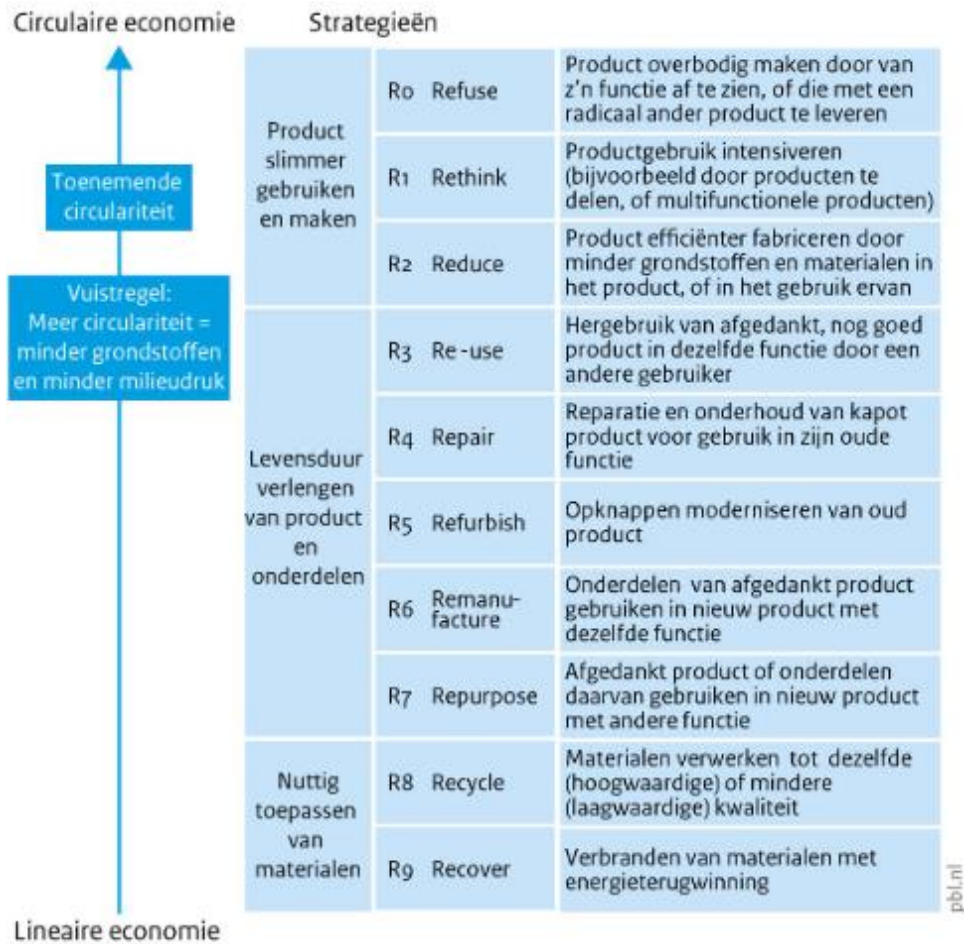 Circulaire economie
Strategieën
Toenemende
circulariteit
Vuistregel:
Meer circulariteit =
minder grondstoffen
en minder milieudruk
Lineaire economie
Product
slimmer
gebruiken
en maken
R0 Refuse
Product overbodig maken door van
z'n functie af te zien, of die met een
radicaal ander product te leveren
R1 Rethink
Productgebruik intensiveren
(bijvoorbeeld door producten te
delen, of multifunctionele producten)
R2 Reduce
Product efficiënter fabriceren door
minder grondstoffen en materialen in
het product, of in het gebruik ervan
Levensduur
verlengen
van product
en
onderdelen
R3 Re-use
Hergebruik van afgedankt, nog goed
product in dezelfde functie door een
andere gebruiker
R4 Repair
Reparatie en onderhoud van kapot
product voor gebruik in zijn oude
functie
R5 Refurbish
Opknappen moderniseren van oud
product
R6 Remanu-
facture
Onderdelen van afgedankt product
gebruiken in nieuw product met
dezelfde functie
R7 Repurpose
Afgedankt product of onderdelen
daarvan gebruiken in nieuw product
met andere functie
Nuttig
toepassen
van
materialen
R8 Recycle
Materialen verwerken tot dezelfde
(hoogwaardige) of mindere
(laagwaardige) kwaliteit
R9 Recover
Verbranden van materialen met
energieterugwinning
pbl.nl